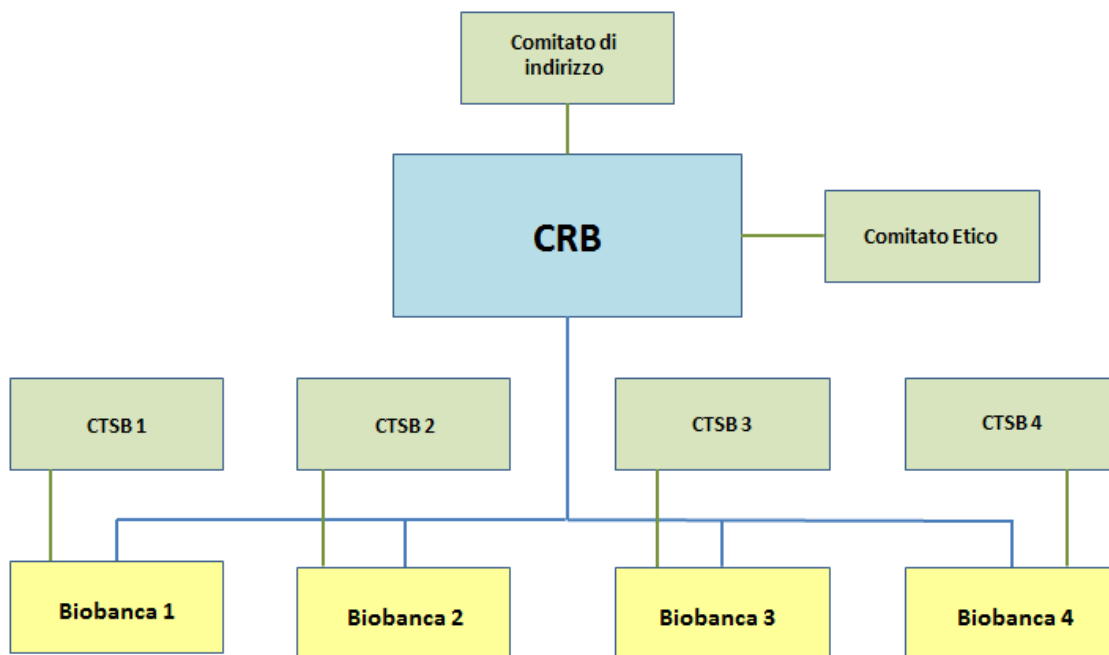 Comitato di
indirizzo
CRB
Comitato Etico
CTSB 1
CTSB 2
CTSB 3
CTSB 4
Biobanca 1
Biobanca 2
Biobanca 3
Biobanca 4